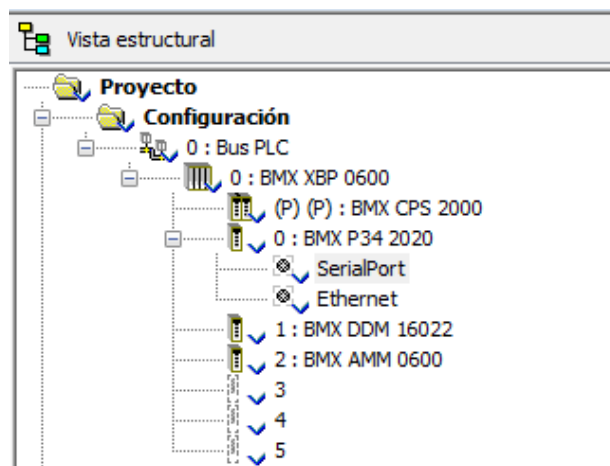 Vista estructural
Proyecto
Configuración
0 : Bus PLC
0 : BMX XBP 0600
(P) (P) : BMX CPS 2000
0 : BMX P34 2020
SerialPort
Ethernet
1 : BMX DDM 16022
2 : BMX AMM 0600
3
4
5